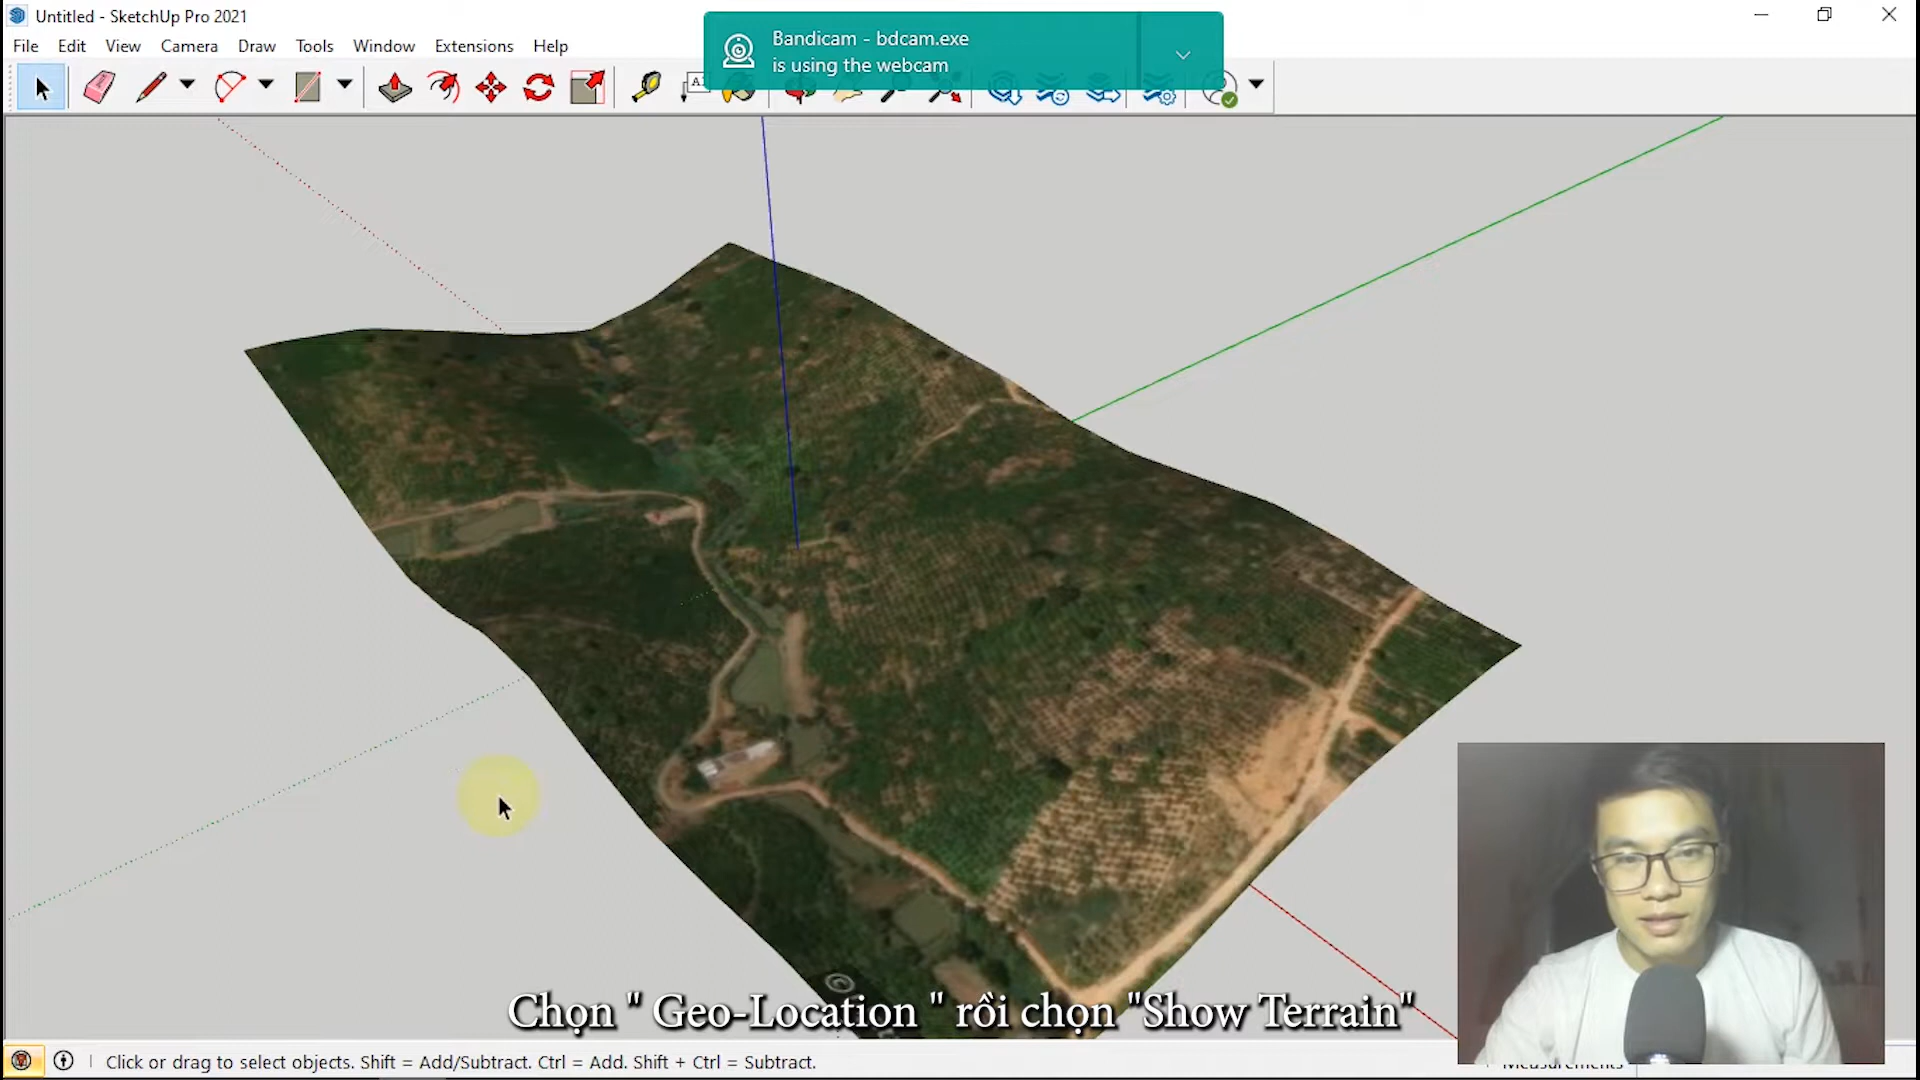 Untitled - SketchUp Pro 2021
File Edit View Camera Draw Tools Window Extensions Help
Bandicam - bdcam.exe
is using the webcam
Chọn " Geo-Location " rồi chọn "Show Terrain"
Click or drag to select objects. Shift = Add/Subtract. Ctrl = Add. Shift + Ctrl = Subtract.
Measurements